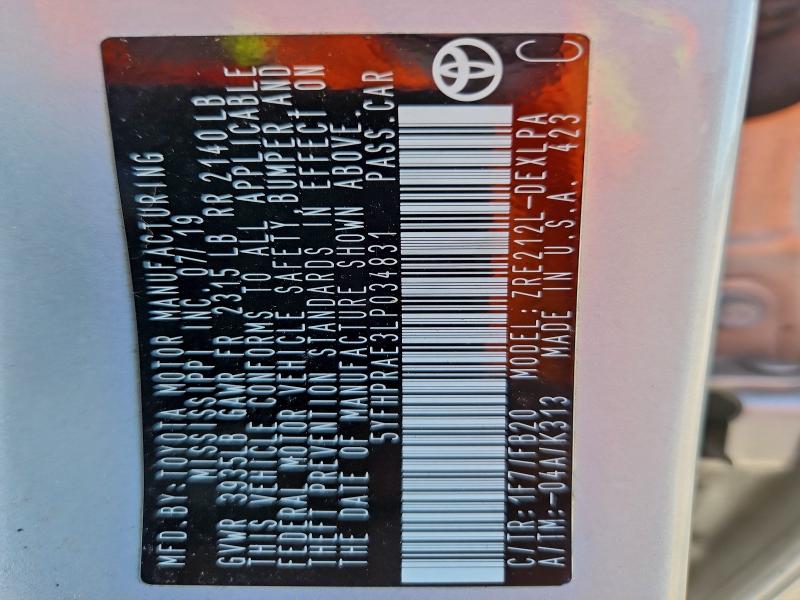 MFD.BY:TOYOTA MOTOR MANUFACTURING
MISSISSIPPI INC. 07/19
GVWR 3935LB GAWR FR 2315 LB RR 2140 LB
THIS VEHICLE CONFORMS TO ALL APPLICABLE
FEDERAL MOTOR VEHICLE SAFETY, BUMPER AND
THEFT PREVENTION STANDARDS IN EFFECT ON
THE DATE OF MANUFACTURE SHOWN ABOVE.
5YFHPRAE3LP034831 PASS.CAR
C/TR:1F7/FB20 MODEL:ZRE212L-DEXLPA
A/TM:-04A/K313 MADE IN U.S.A. 423 C